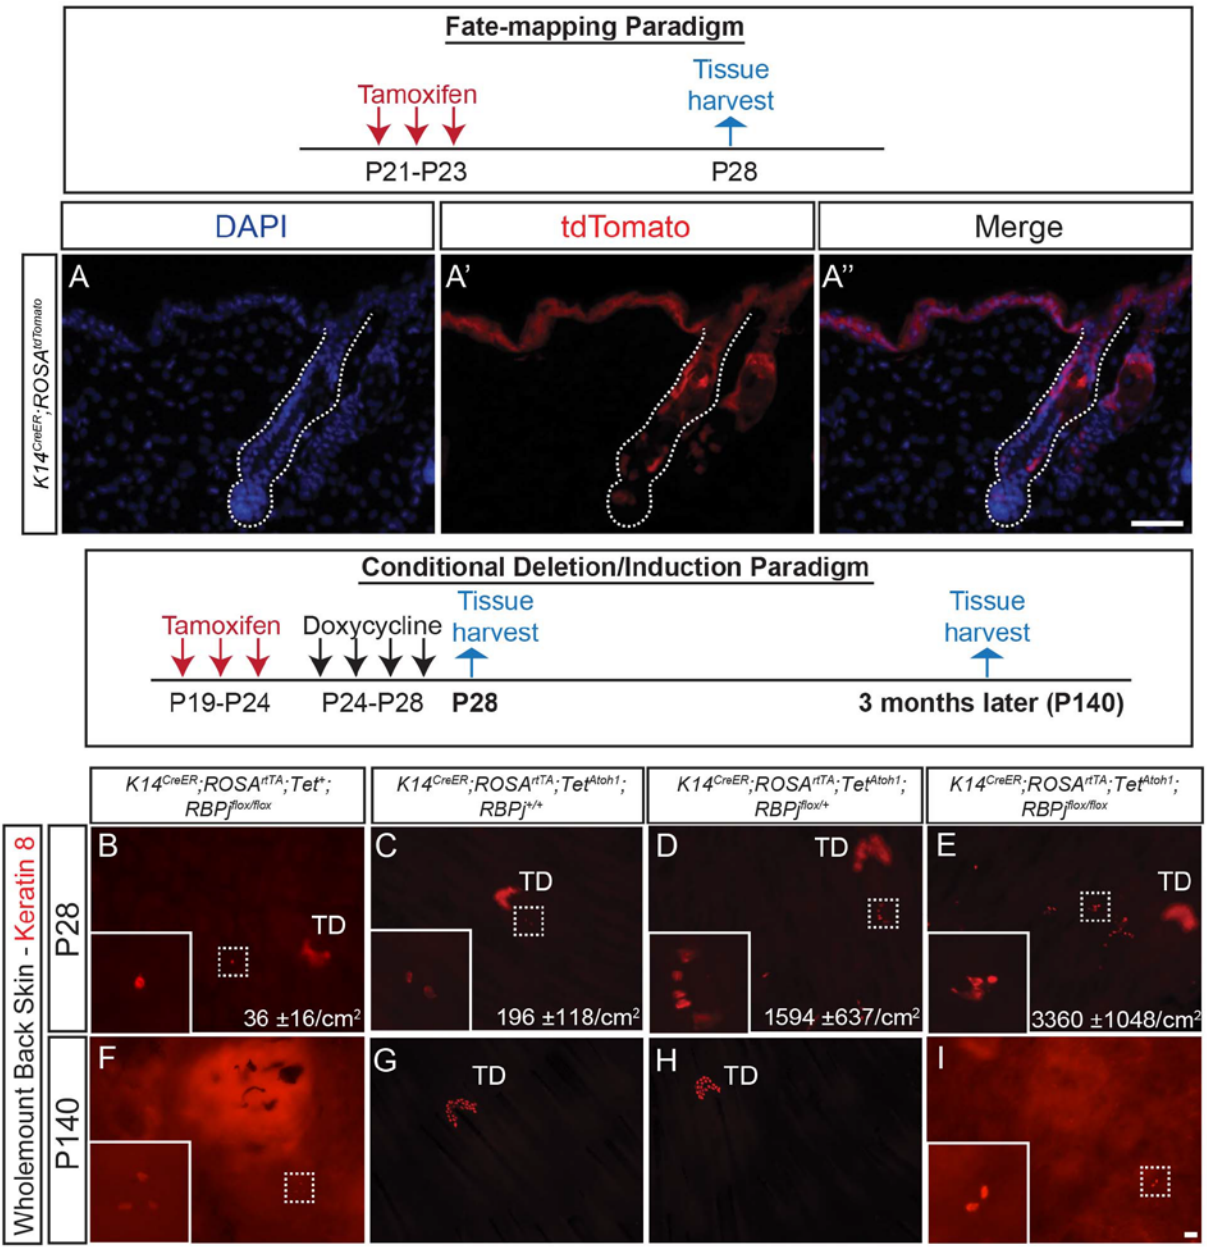 Fate-mapping Paradigm
Tamoxifen
Tissue
harvest
P21-P23
P28
DAPI
tdTomato
Merge
K14CreER;ROSAtdTomato
A
A'
A''
Conditional Deletion/Induction Paradigm
Tamoxifen
Doxycycline
Tissue
harvest
Tissue
harvest
P19-P24
P24-P28
P28
3 months later (P140)
K14CreER;ROSArtTA;Tet+;
RBPjflox/flox
K14CreER;ROSArtTA;TetAtoh1;
RBPj+/+
K14CreER;ROSArtTA;TetAtoh1;
RBPjflox/+
K14CreER;ROSArtTA;TetAtoh1;
RBPjflox/flox
Wholemount Back Skin - Keratin 8
P28
B
TD
36 ±16/cm2
C
TD
196 ±118/cm2
D
TD
1594 ±637/cm2
E
TD
3360 ±1048/cm2
P140
F
G
TD
H
TD
I